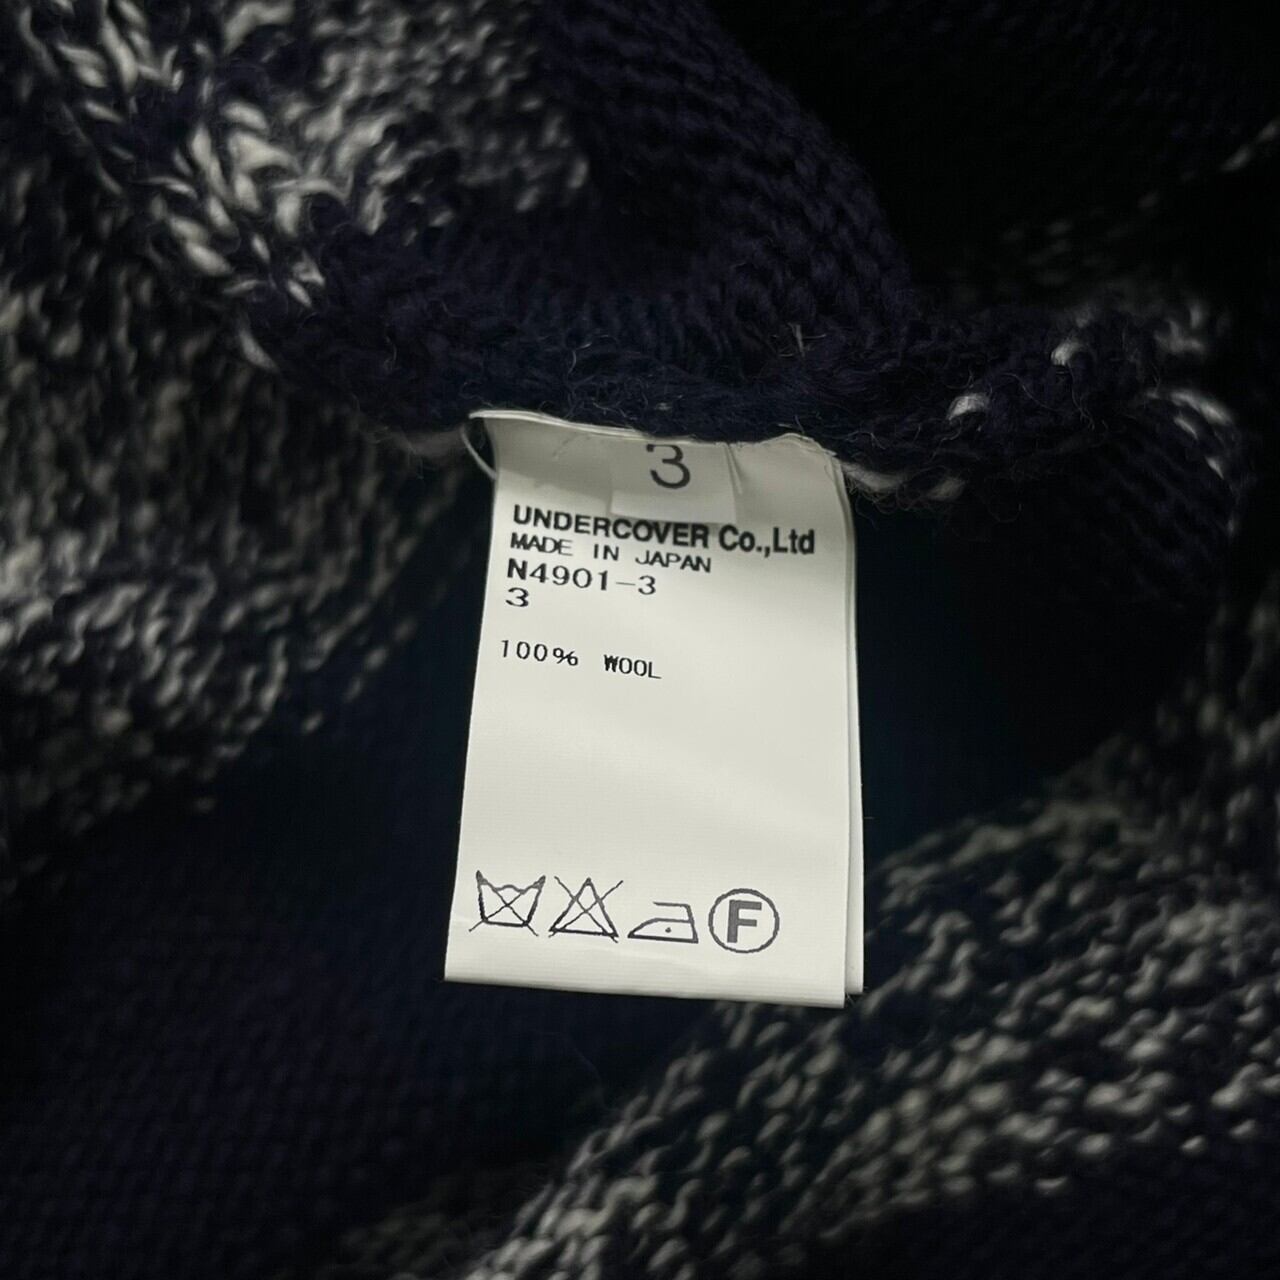 3
UNDERCOVER Co.,Ltd
MADE IN JAPAN
N4901-3
3
100% WOOL
F